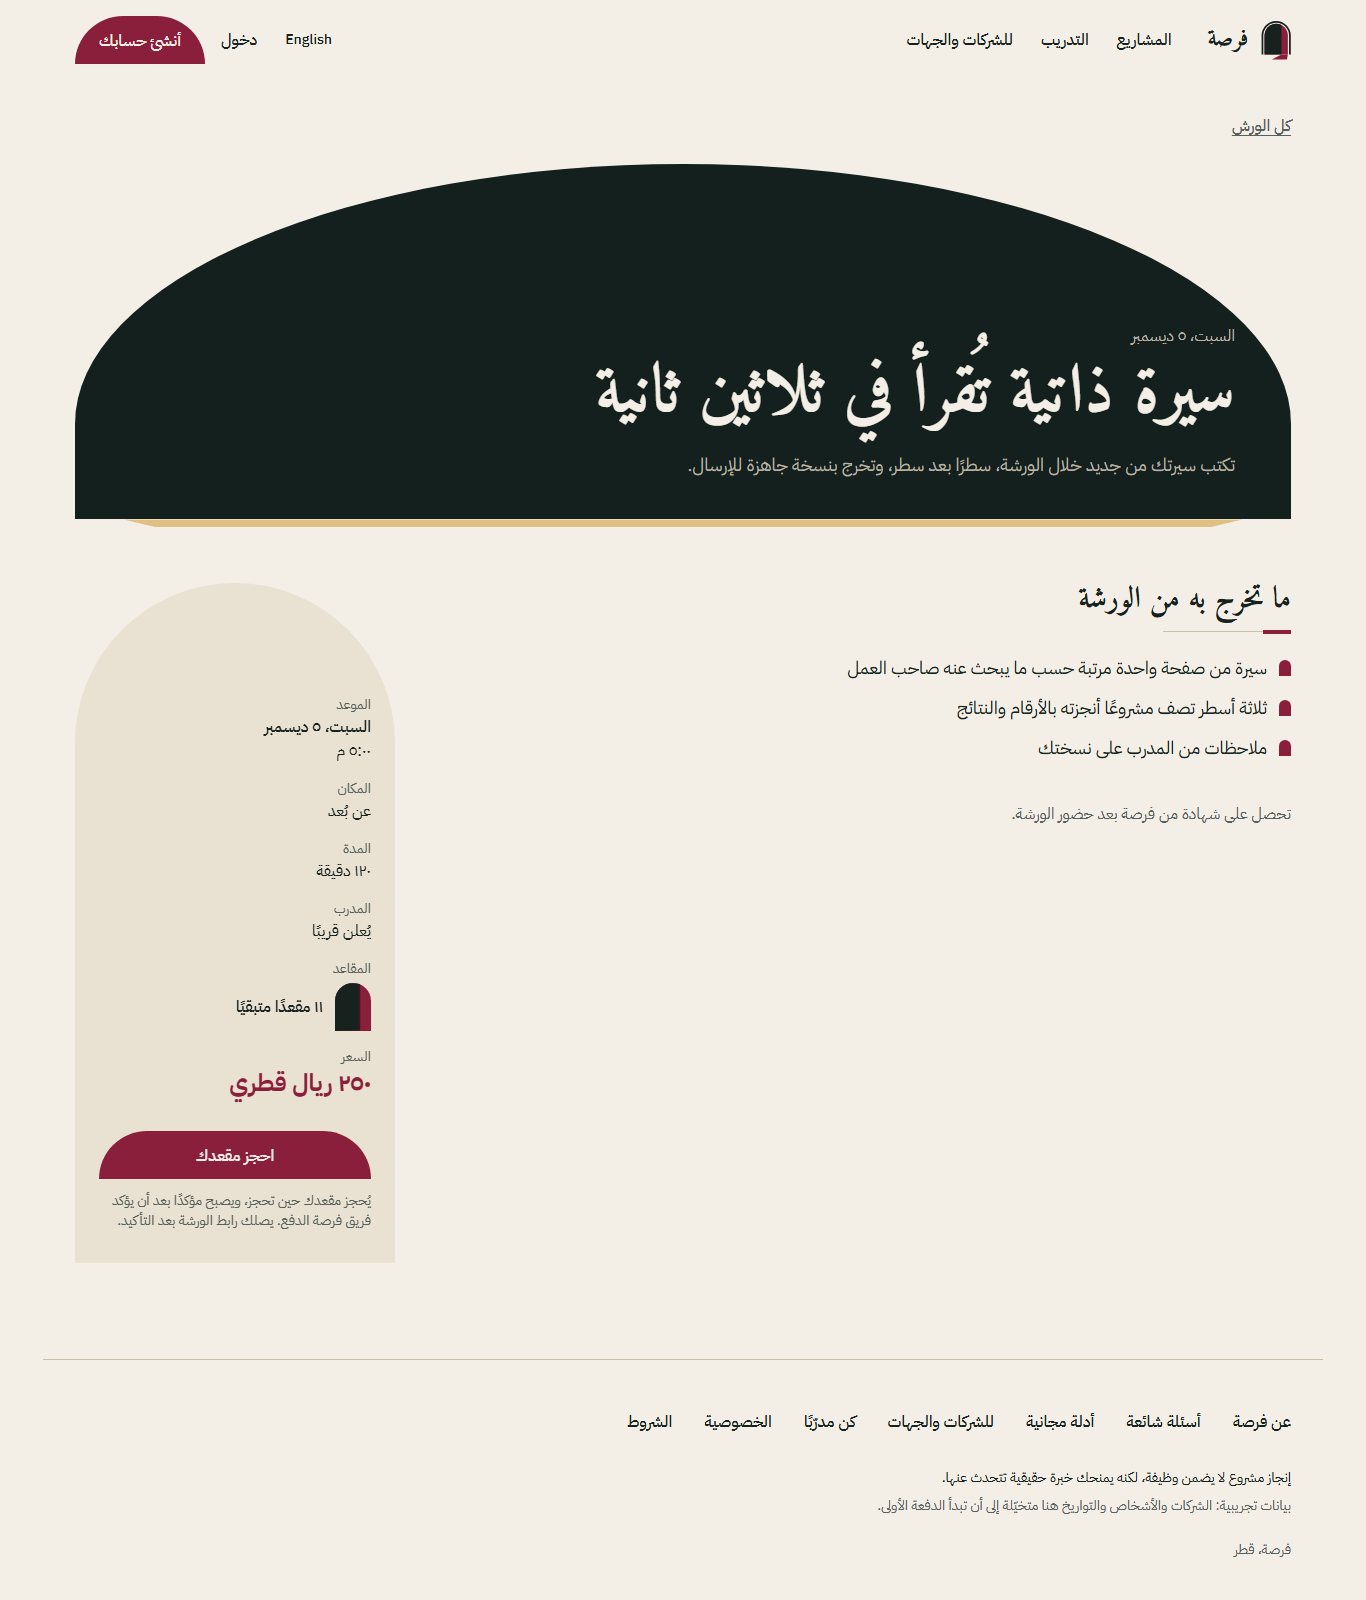 فرصة
المشاريع
التدريب
للشركات والجهات
English
دخول
أنشئ حسابك
كل الورش
السبت، ٥ ديسمبر
سيرة ذاتية تُقرأ في ثلاثين ثانية
تكتب سيرتك من جديد خلال الورشة، سطرًا بعد سطر، وتخرج بنسخة جاهزة للإرسال.
ما تخرج به من الورشة
سيرة من صفحة واحدة مرتبة حسب ما يبحث عنه صاحب العمل
ثلاثة أسطر تصف مشروعًا أنجزته بالأرقام والنتائج
ملاحظات من المدرب على نسختك
تحصل على شهادة من فرصة بعد حضور الورشة.
الموعد
السبت، ٥ ديسمبر
٥:٠٠ م
المكان
عن بُعد
المدة
١٢٠ دقيقة
المدرب
يُعلن قريبًا
المقاعد
١١ مقعدًا متبقيًا
السعر
٢٥٠ ريال قطري
احجز مقعدك
يُحجز مقعدك حين تحجز، ويصبح مؤكدًا بعد أن يؤكد
فريق فرصة الدفع. يصلك رابط الورشة بعد التأكيد.
عن فرصة
أسئلة شائعة
أدلة مجانية
للشركات والجهات
كن مدرّبًا
الخصوصية
الشروط
إنجاز مشروع لا يضمن وظيفة، لكنه يمنحك خبرة حقيقية تتحدث عنها.
بيانات تجريبية: الشركات والأشخاص والتواريخ هنا متخيّلة إلى أن تبدأ الدفعة الأولى.
فرصة، قطر